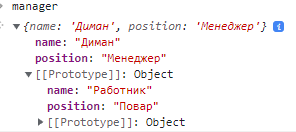 manager
{name: 'Диман', position: 'Менеджер'} i
name: "Диман"
position: "Менеджер"
[[Prototype]]: Object
name: "Работник"
position: "Повар"
[[Prototype]]: Object